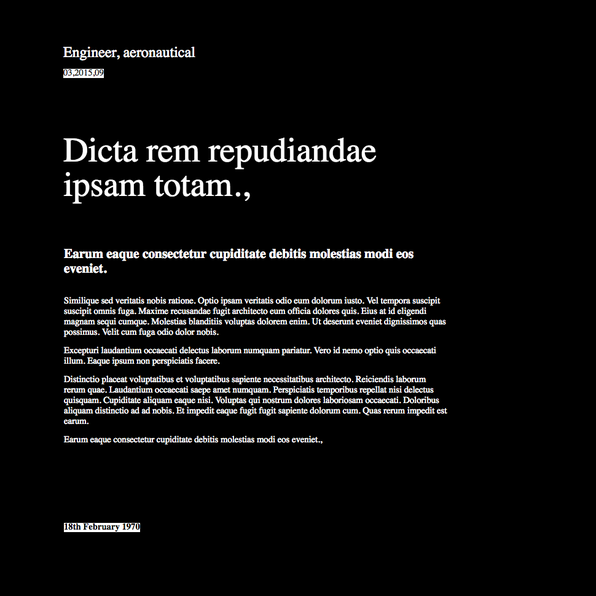 Engineer, aeronautical
03,2015,09
Dicta rem repudiandae
ipsam totam.,
Earum eaque consectetur cupiditate debitis molestias modi eos
eveniet.
Similique sed veritatis nobis ratione. Optio ipsam veritatis odio eum dolorum iusto. Vel tempora suscipit
suscipit omnis fuga. Maxime recusandae fugit architecto eum officia dolores quis. Eius at id eligendi
magnam sequi cumque. Molestias blanditiis voluptas dolorem enim. Ut deserunt eveniet dignissimos quas
possimus. Velit cum fuga odio dolor nobis.
Excepturi laudantium occaecati delectus laborum numquam pariatur. Vero id nemo optio quis occaecati
illum. Eaque ipsum non perspiciatis facere.
Distinctio placeat voluptatibus et voluptatibus sapiente necessitatibus architecto. Reiciendis laborum
rerum quae. Laudantium occaecati saepe amet numquam. Perspiciatis temporibus repellat nisi delectus
quisquam. Cupiditate aliquam eaque nisi. Voluptas qui nostrum dolores laboriosam occaecati. Doloribus
aliquam distinctio ad ad nobis. Et impedit eaque fugit fugit sapiente dolorum cum. Quas rerum impedit est
earum.
Earum eaque consectetur cupiditate debitis molestias modi eos eveniet.,
18th February 1970